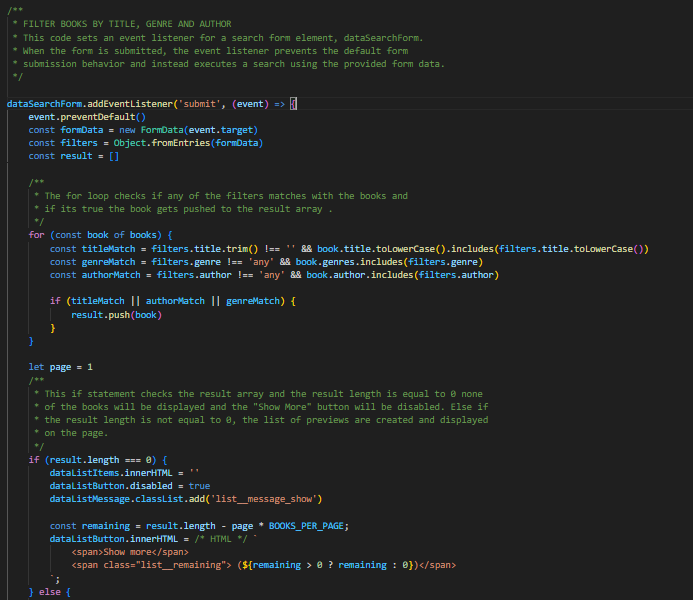 /**
 * FILTER BOOKS BY TITLE, GENRE AND AUTHOR
 * This code sets an event listener for a search form element, dataSearchForm.
 * When the form is submitted, the event listener prevents the default form
 * submission behavior and instead executes a search using the provided form data.
 */
dataSearchForm.addEventListener('submit', (event) => {
    event.preventDefault()
    const formData = new FormData(event.target)
    const filters = Object.fromEntries(formData)
    const result = []
    /**
     * The for loop checks if any of the filters matches with the books and
     * if its true the book gets pushed to the result array .
     */
    for (const book of books) {
        const titleMatch = filters.title.trim() !== '' && book.title.toLowerCase().includes(filters.title.toLowerCase())
        const genreMatch = filters.genre !== 'any' && book.genres.includes(filters.genre)
        const authorMatch = filters.author !== 'any' && book.author.includes(filters.author)
        if (titleMatch || authorMatch || genreMatch) {
            result.push(book)
        }
    }
    let page = 1
    /**
     * This if statement checks the result array and the result length is equal to 0 none
     * of the books will be displayed and the "Show More" button will be disabled. Else if
     * the result length is not equal to 0, the list of previews are created and displayed
     * on the page.
     */
    if (result.length === 0) {
        dataListItems.innerHTML = ''
        dataListButton.disabled = true
        dataListMessage.classList.add('list__message_show')
        const remaining = result.length - page * BOOKS_PER_PAGE;
        dataListButton.innerHTML = /* HTML */ `
            <span>Show more</span>
            <span class="list__remaining"> (${remaining > 0 ? remaining : 0})</span>
        `;
    } else {